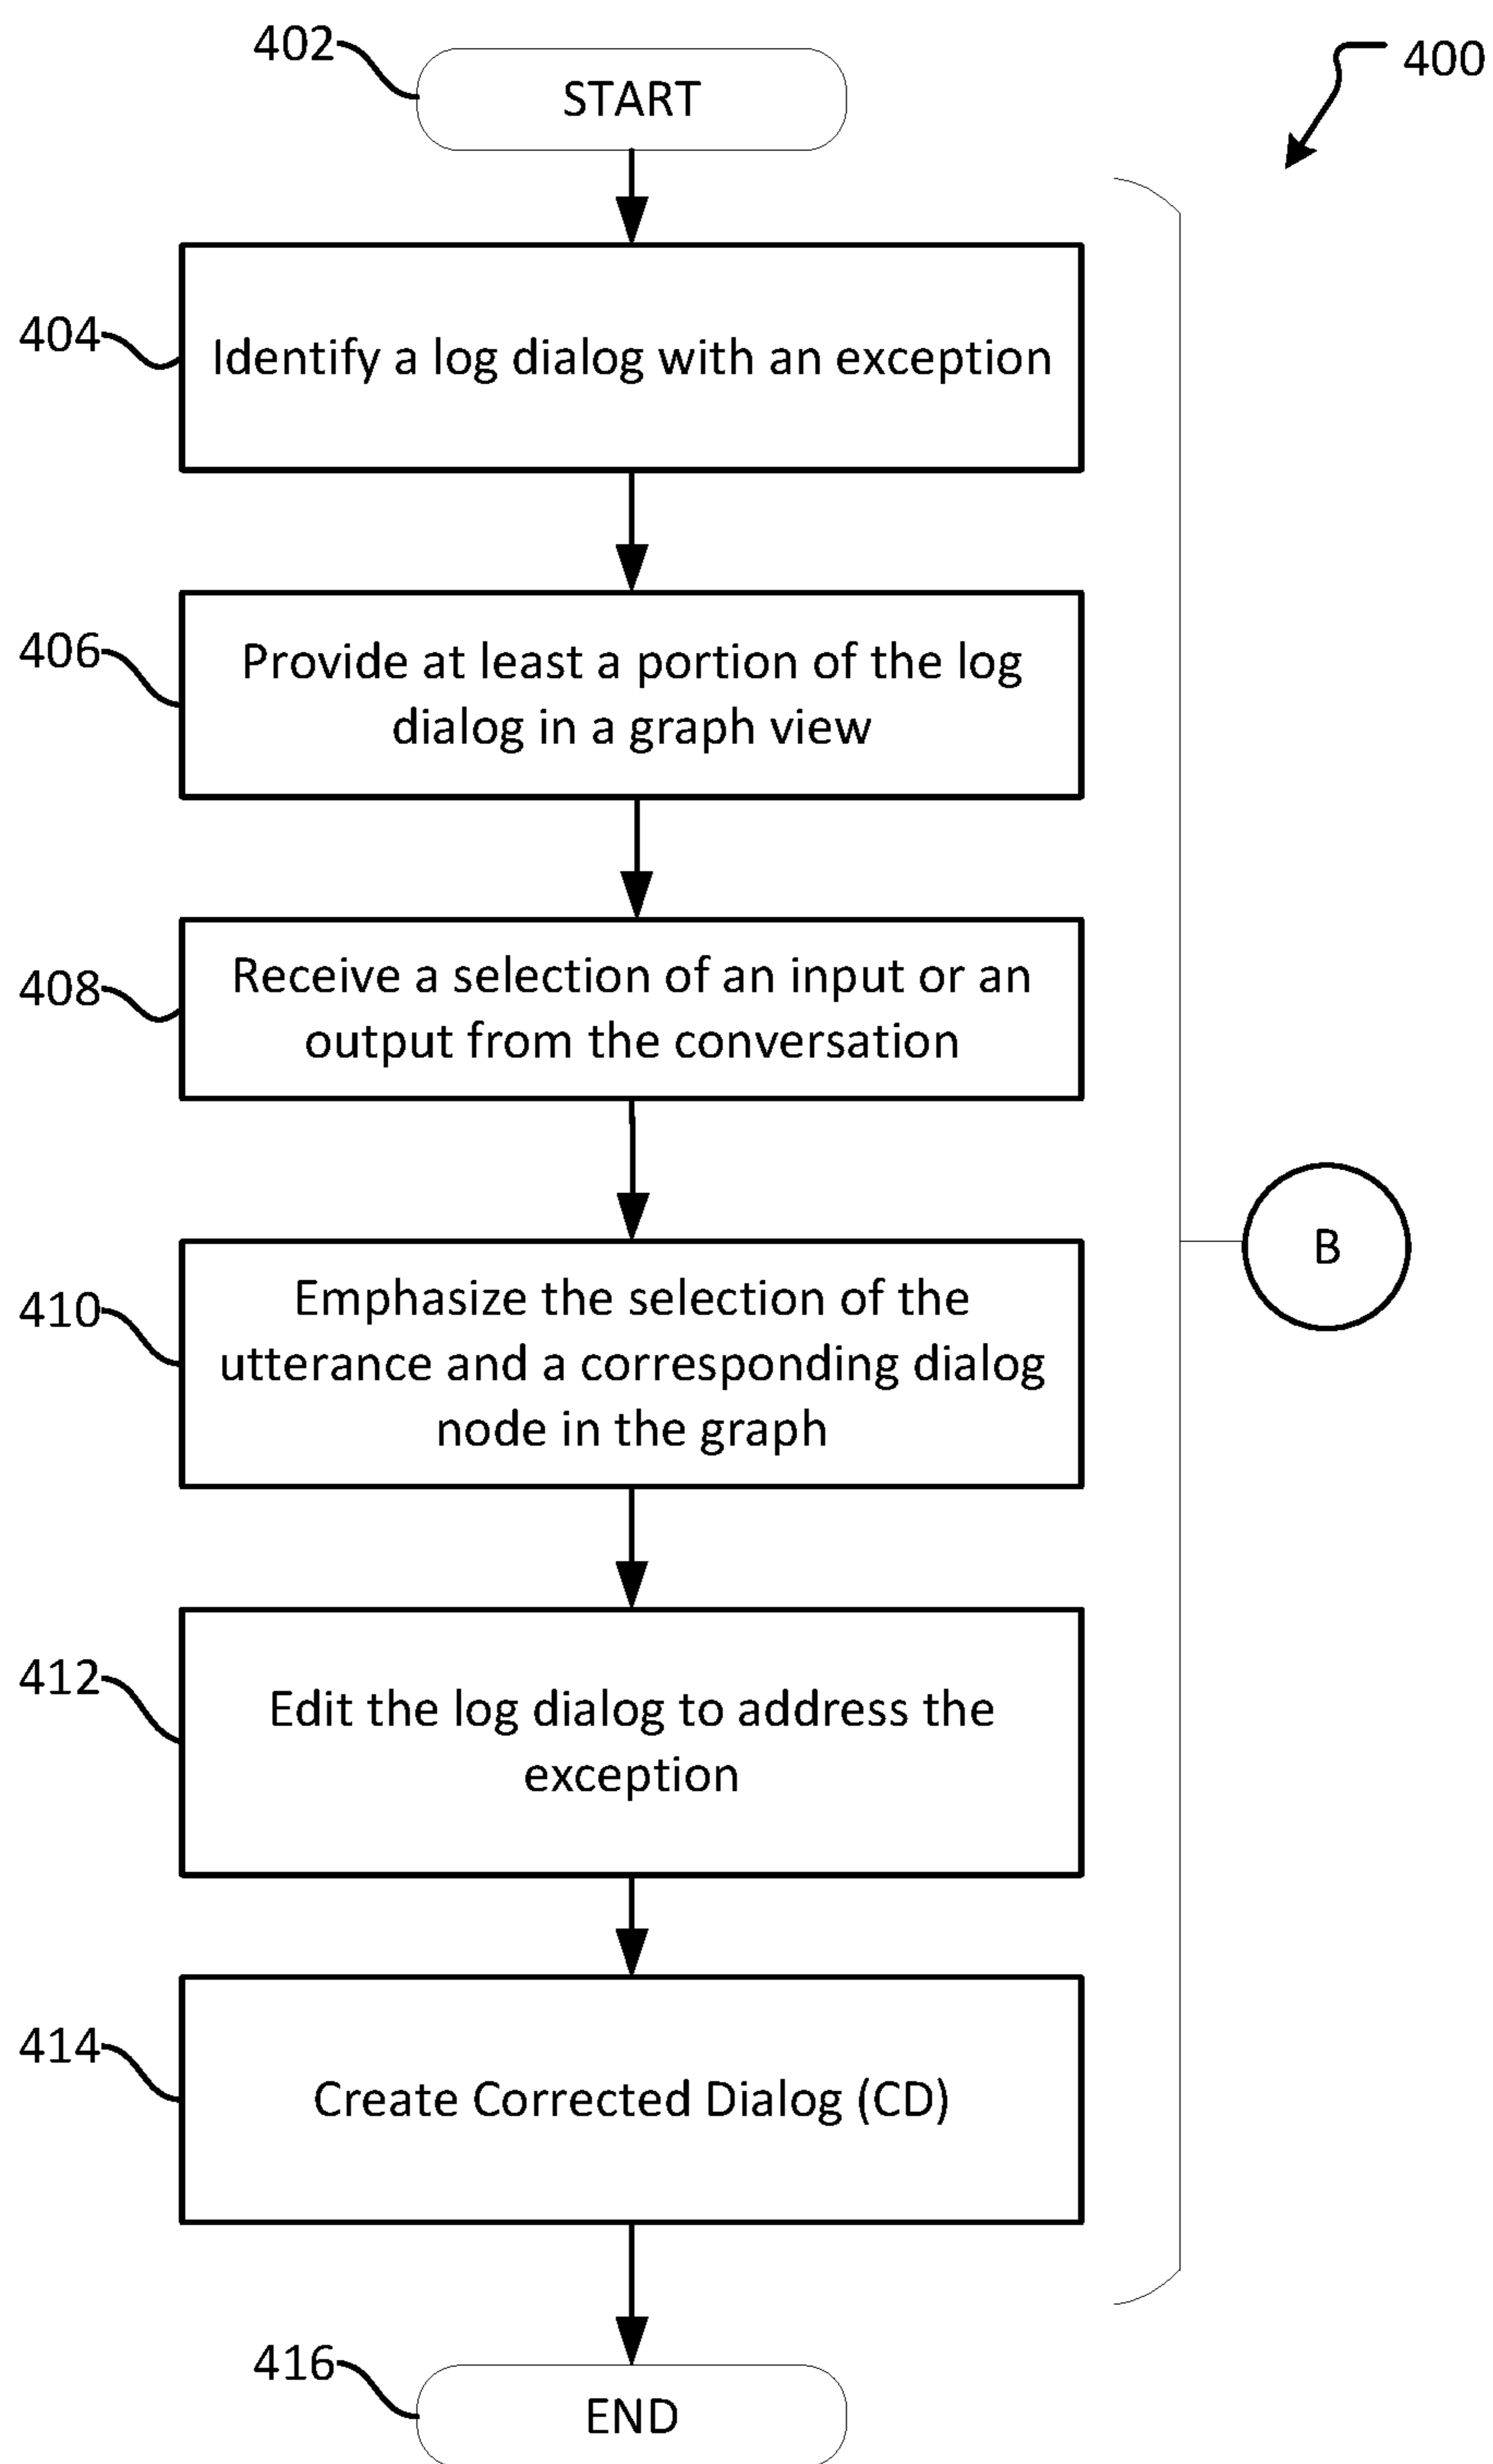 402
START
400
404
Identify a log dialog with an exception
406
Provide at least a portion of the log
dialog in a graph view
408
Receive a selection of an input or an
output from the conversation
B
410
Emphasize the selection of the
utterance and a corresponding dialog
node in the graph
412
Edit the log dialog to address the
exception
414
Create Corrected Dialog (CD)
416
END